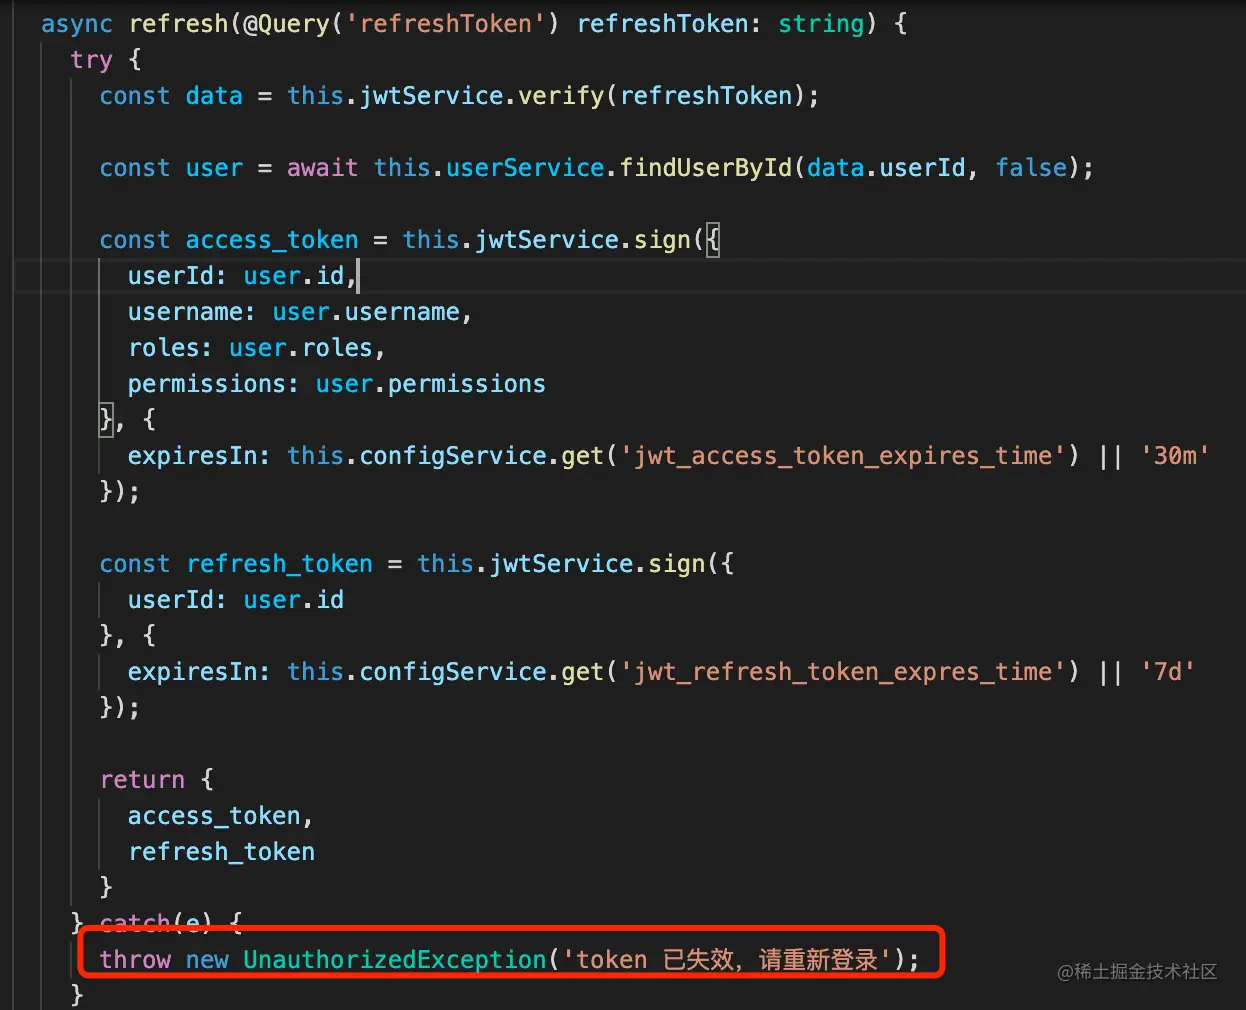 async refresh(@Query('refreshToken') refreshToken: string) {
try {
const data = this.jwtService.verify(refreshToken);
const user = await this.userService.findUserById(data.userId, false);
const access_token = this.jwtService.sign({
userId: user.id,
username: user.username,
roles: user.roles,
permissions: user.permissions
}, {
expiresIn: this.configService.get('jwt_access_token_expires_time') || '30m'
});
const refresh_token = this.jwtService.sign({
userId: user.id
}, {
expiresIn: this.configService.get('jwt_refresh_token_expres_time') || '7d'
});
return {
access_token,
refresh_token
}
} catch(e) {
throw new UnauthorizedException('token 已失效，请重新登录');
}
@稀土掘金技术社区